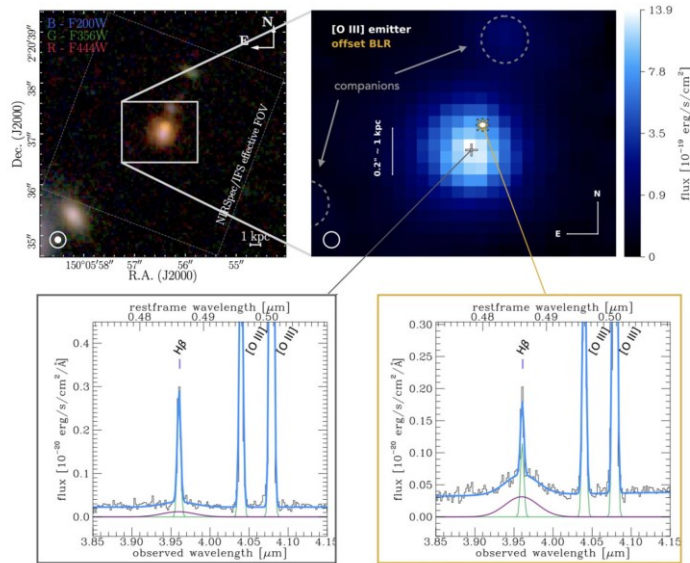 B - F200W
G - F356W
R - F444W
N
E
2°20'39"
38"
37"
36"
35"
Dec. (J2000)
NIRSpec/IFS effective FOV
1 kpc
150°05'58"
57"
56"
55"
R.A. (J2000)
[O III] emitter
offset BLR
companions
0.2" ~ 1 kpc
N
E
13.9
7.8
3.5
0.9
0
flux [10⁻¹⁹ erg/s/cm²]
restframe wavelength [μm]
0.48 0.49 0.50
Hβ
[O III]
[O III]
0.4
0.3
0.2
0.1
0.0
flux [10⁻²⁰ erg/s/cm²/Å]
3.85 3.90 3.95 4.00 4.05 4.10 4.15
observed wavelength [μm]
restframe wavelength [μm]
0.48 0.49 0.50
Hβ
[O III]
[O III]
0.30
0.25
0.20
0.15
0.10
0.05
0.00
flux [10⁻²⁰ erg/s/cm²/Å]
3.85 3.90 3.95 4.00 4.05 4.10 4.15
observed wavelength [μm]